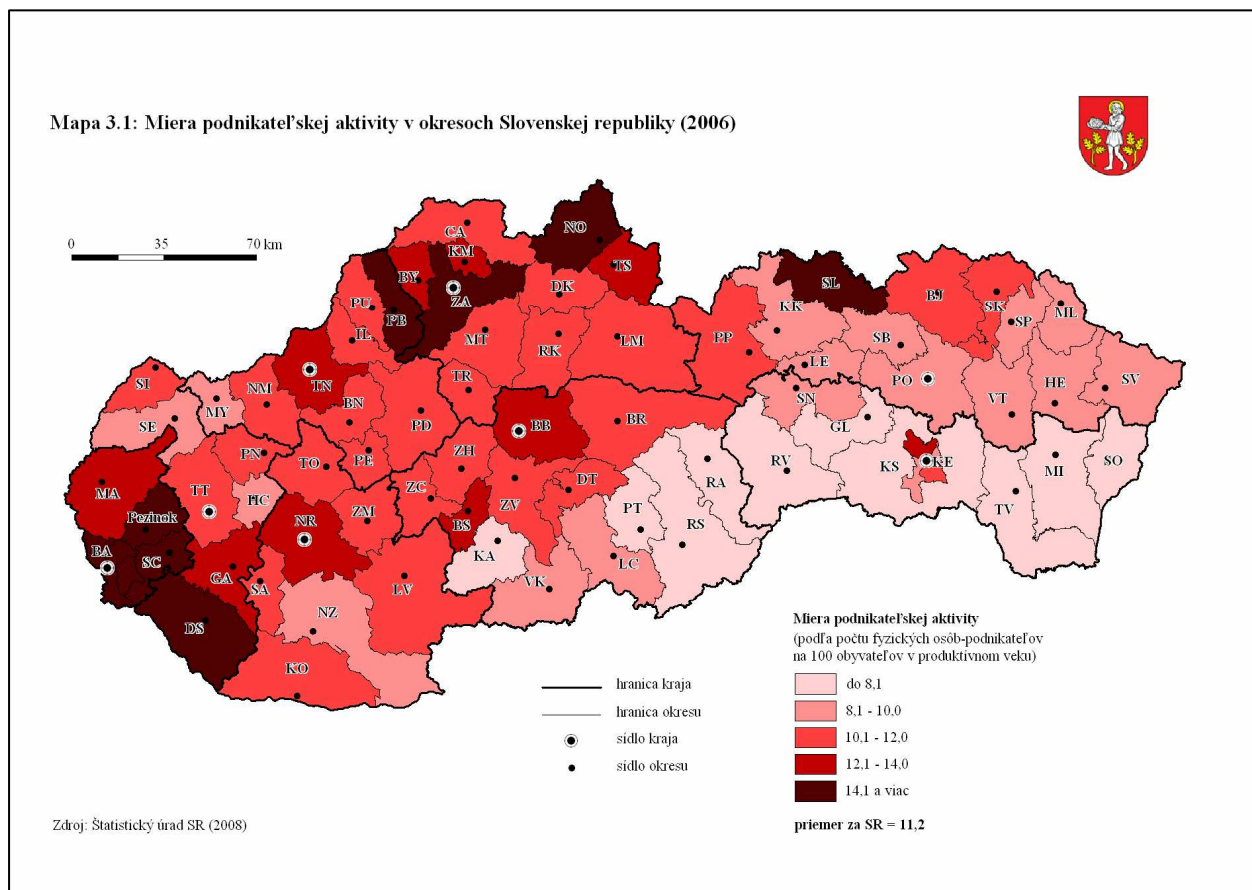 Mapa 3.1: Miera podnikateľskej aktivity v okresoch Slovenskej republiky (2006)
0 35 70 km
NO
CA
KM
TS
BY
ZA
DK
SL
BJ
SK
ML
PU
PB
KK
SP
IL
MT
RK
LM
PP
SB
LE
PO
HE
SV
SI
TN
TR
NM
MY
BN
SN
VT
SE
PD
BB
BR
GL
PN
TO
PE
ZH
RV
KS
KE
MI
SO
MA
TT
HC
ZC
DT
RA
TV
Pezinok
NR
ZM
BS
ZV
PT
RS
BA
SC
KA
LC
GA
SA
LV
VK
DS
NZ
KO
Miera podnikateľskej aktivity
(podľa počtu fyzických osôb-podnikateľov
na 100 obyvateľov v produktívnom veku)
do 8,1
8,1 - 10,0
10,1 - 12,0
12,1 - 14,0
14,1 a viac
priemer za SR = 11,2
hranica kraja
hranica okresu
sídlo kraja
sídlo okresu
Zdroj: Štatistický úrad SR (2008)